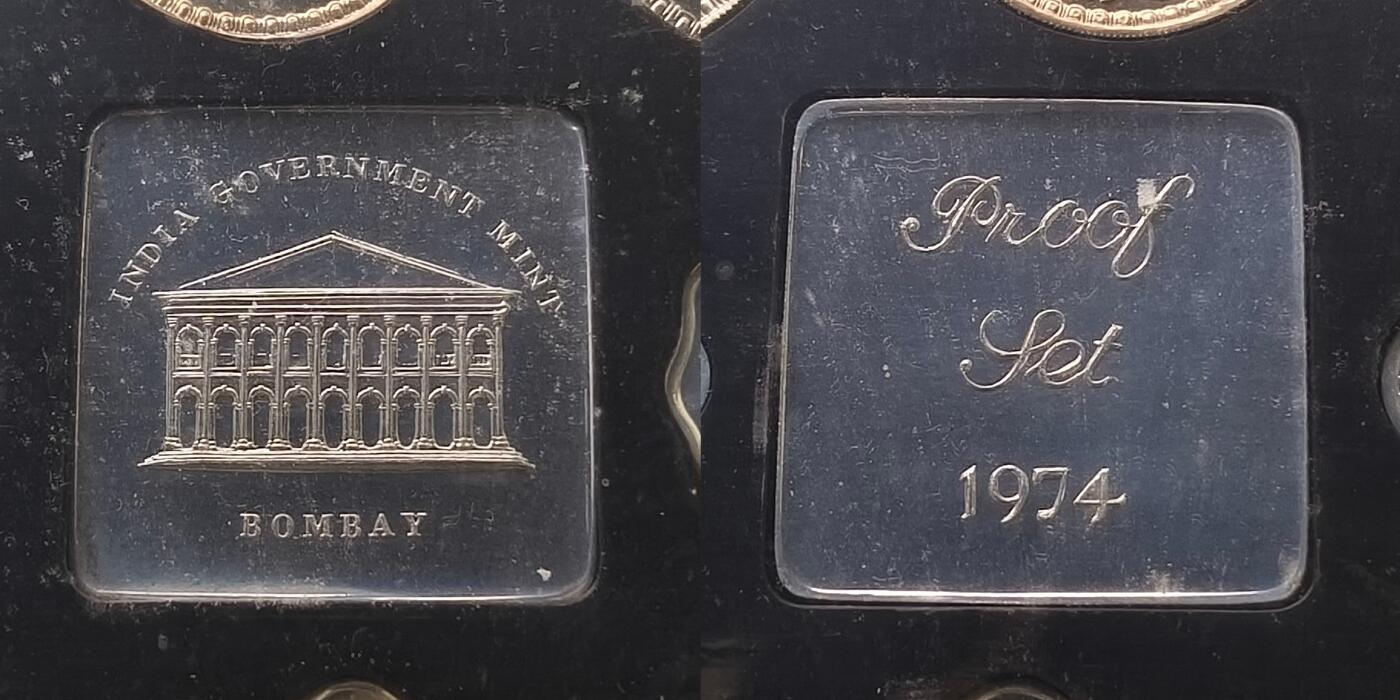 INDIA GOVERNMENT MINT
BOMBAY
Proof
Set
1974